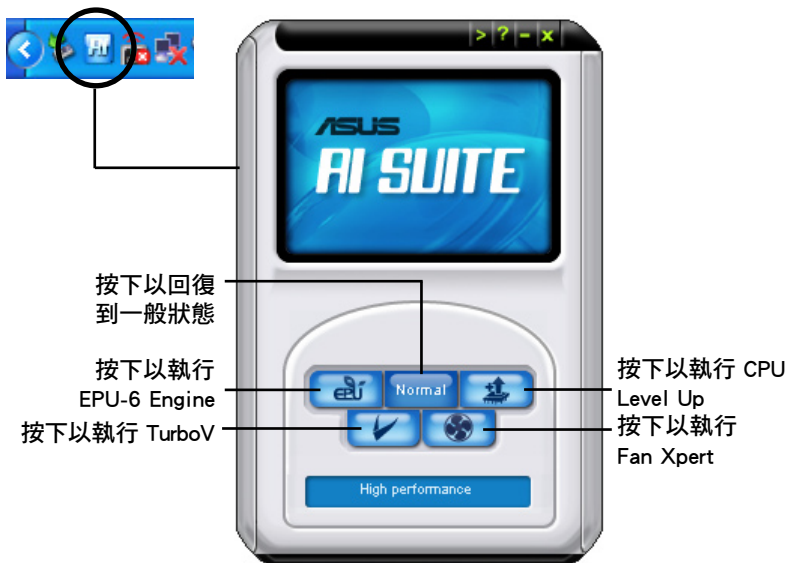 > ? - x
ASUS
AI SUITE
按下以回復
到一般狀態
按下以執行
EPU-6 Engine
按下以執行 TurboV
EPU
Normal
按下以執行 CPU
Level Up
按下以執行
Fan Xpert
High performance